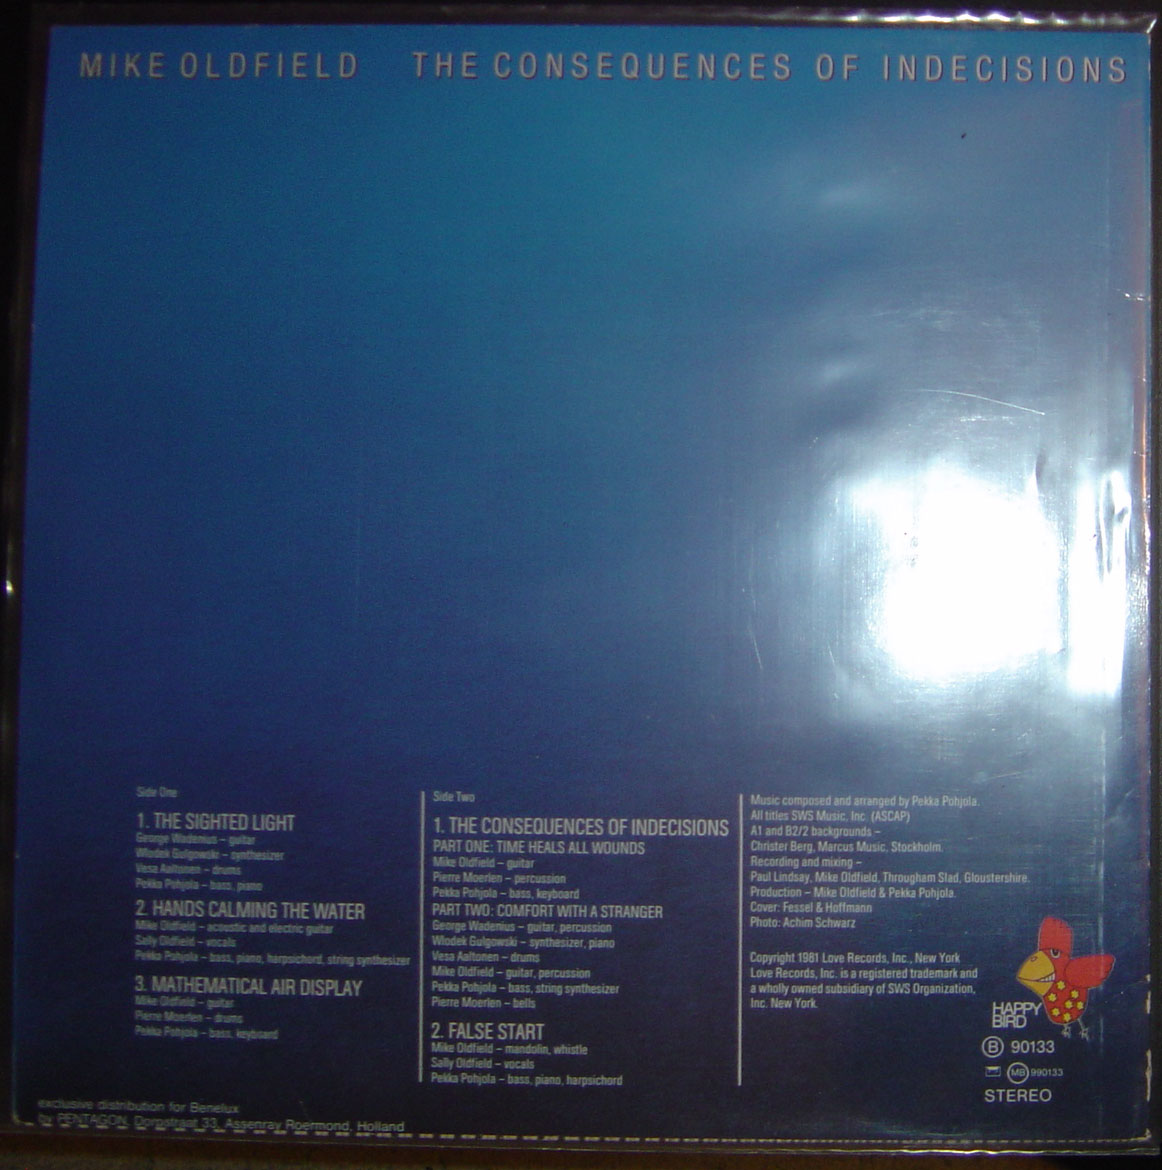 MIKE OLDFIELD THE CONSEQUENCES OF INDECISIONS
Side One
1. THE SIGHTED LIGHT
George Wadenius – guitar
Wlodek Gulgowski – synthesizer
Vesa Aaltonen – drums
Pekka Pohjola – bass, piano
2. HANDS CALMING THE WATER
Mike Oldfield – acoustic and electric guitar
Sally Oldfield – vocals
Pekka Pohjola – bass, piano, harpsichord, string synthesizer
3. MATHEMATICAL AIR DISPLAY
Mike Oldfield – guitar
Pierre Moerlen – drums
Pekka Pohjola – bass, keyboard
Side Two
1. THE CONSEQUENCES OF INDECISIONS
PART ONE: TIME HEALS ALL WOUNDS
Mike Oldfield – guitar
Pierre Moerlen – percussion
Pekka Pohjola – bass, keyboard
PART TWO: COMFORT WITH A STRANGER
George Wadenius – guitar, percussion
Wlodek Gulgowski – synthesizer, piano
Vesa Aaltonen – drums
Mike Oldfield – guitar, percussion
Pekka Pohjola – bass, string synthesizer
Pierre Moerlen – bells
2. FALSE START
Mike Oldfield – mandolin, whistle
Sally Oldfield – vocals
Pekka Pohjola – bass, piano, harpsichord
Music composed and arranged by Pekka Pohjola.
All titles SWS Music, Inc. (ASCAP)
A1 and B2/2 backgrounds –
Christer Berg, Marcus Music, Stockholm.
Recording and mixing –
Paul Lindsay, Mike Oldfield, Througham Slad, Gloustershire.
Production – Mike Oldfield & Pekka Pohjola.
Cover: Fessel & Hoffmann
Photo: Achim Schwarz
Copyright 1981 Love Records, Inc., New York
Love Records, Inc. is a registered trademark and
a wholly owned subsidiary of SWS Organization,
Inc. New York.
HAPPY
BIRD
B 90133
MB 990133
STEREO
exclusive distribution for Benelux
by PENTAGON, Dorpstraat 33, Assenray Roermond, Holland